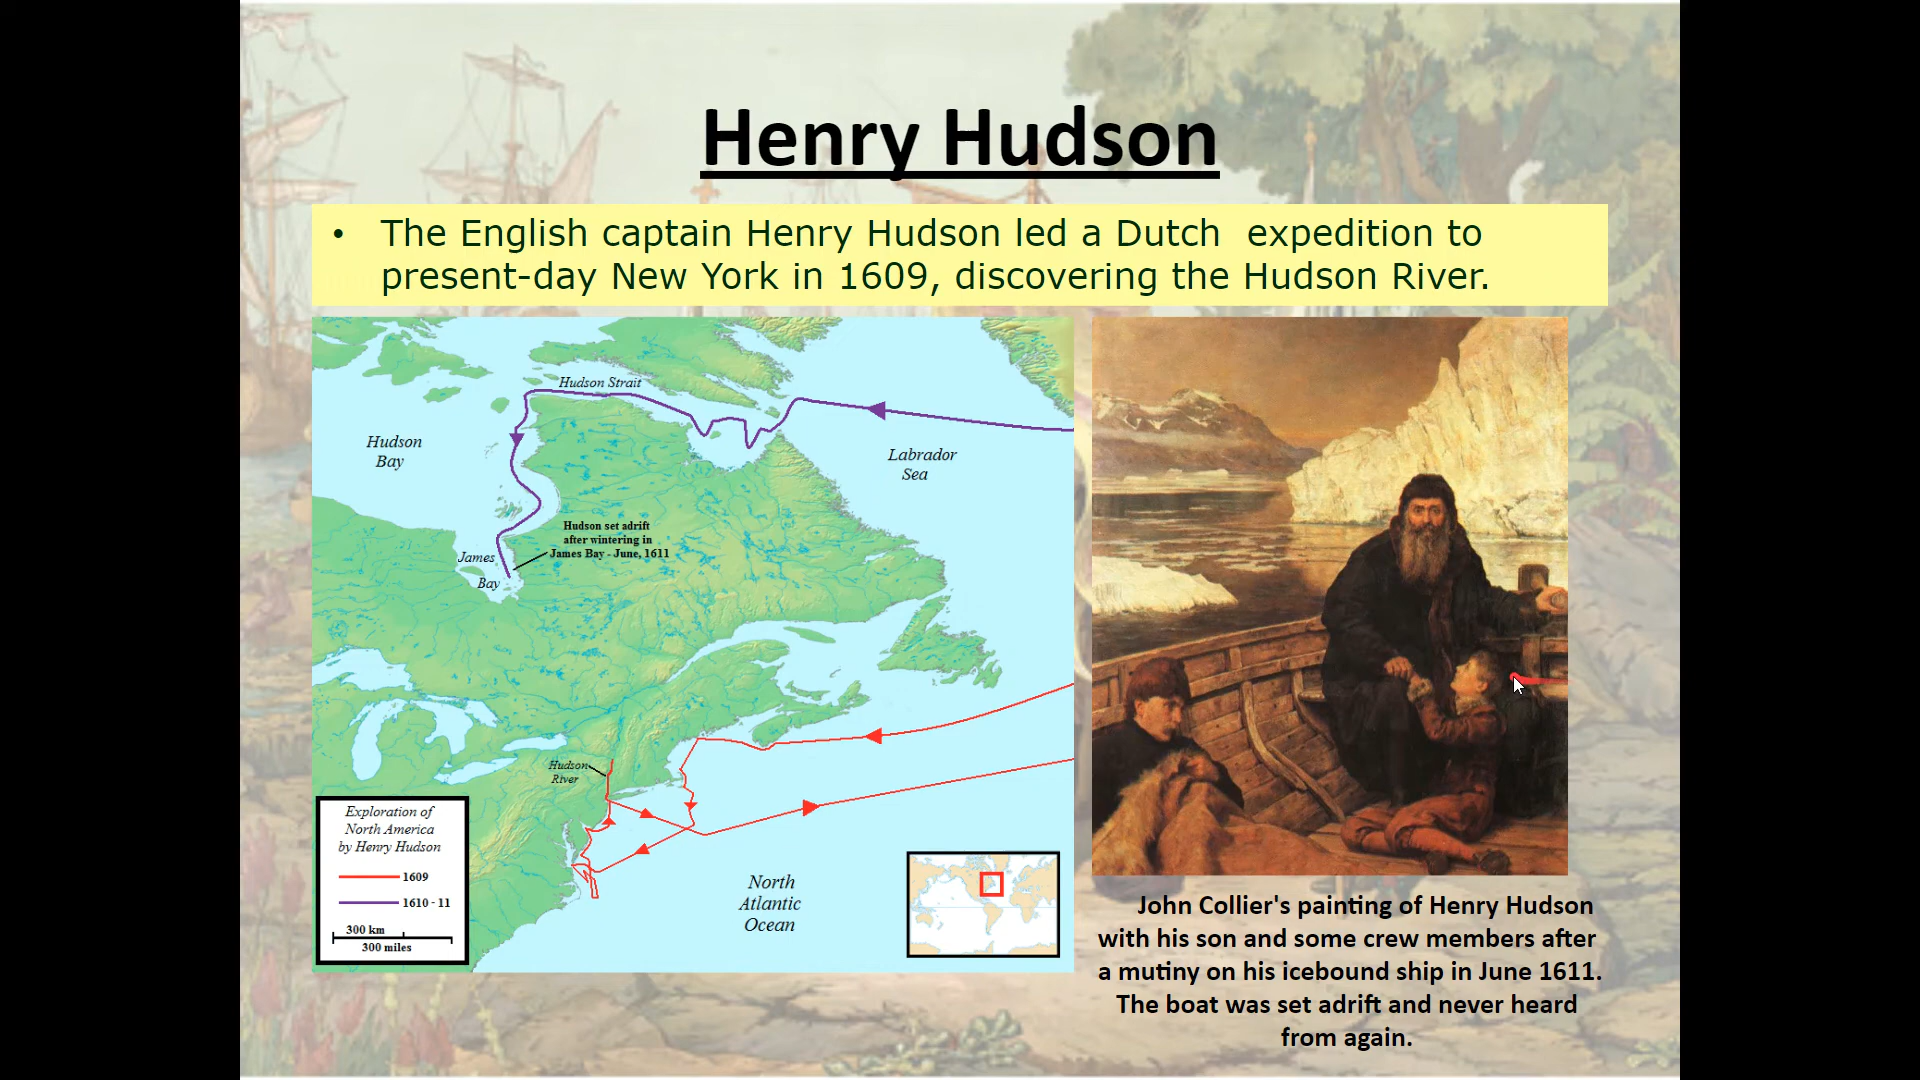 Henry Hudson
• The English captain Henry Hudson led a Dutch  expedition to
present-day New York in 1609, discovering the Hudson River.
Hudson Strait
Hudson
Bay
Labrador
Sea
Hudson set adrift
after wintering in
James Bay - June, 1611
James
Bay
Hudson
River
Exploration of
North America
by Henry Hudson
1609
1610 - 11
300 km
300 miles
North
Atlantic
Ocean
John Collier's painting of Henry Hudson
with his son and some crew members after
a mutiny on his icebound ship in June 1611.
The boat was set adrift and never heard
from again.